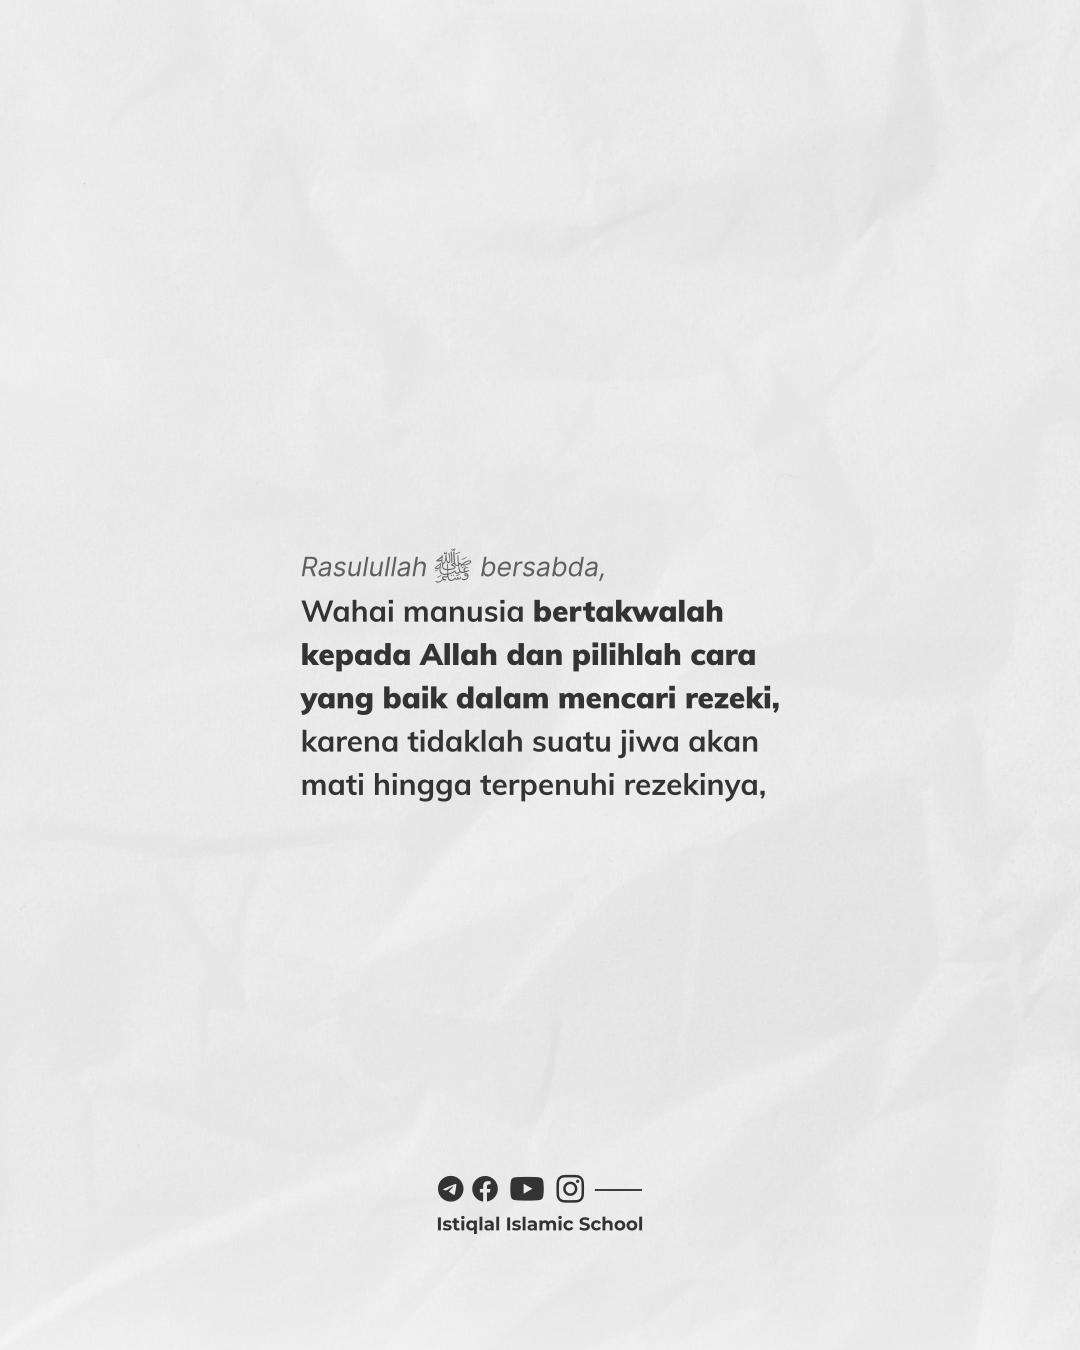 Rasulullah ﷺ bersabda,
Wahai manusia bertakwalah
kepada Allah dan pilihlah cara
yang baik dalam mencari rezeki,
karena tidaklah suatu jiwa akan
mati hingga terpenuhi rezekinya,
Istiqlal Islamic School